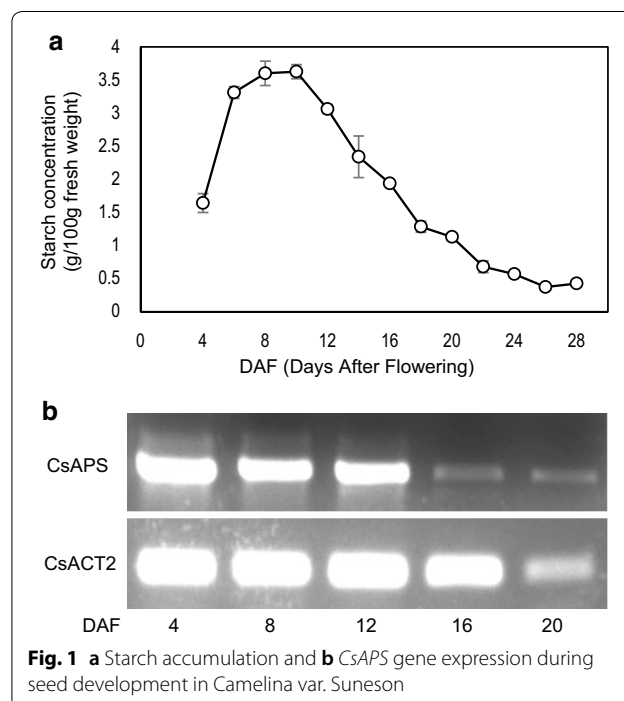 a
Starch concentration
(g/100g fresh weight)
4
3.5
3
2.5
2
1.5
1
0.5
0
0 4 8 12 16 20 24 28
DAF (Days After Flowering)
b
CsAPS
CsACT2
DAF 4 8 12 16 20
Fig. 1 a Starch accumulation and b CsAPS gene expression during
seed development in Camelina var. Suneson